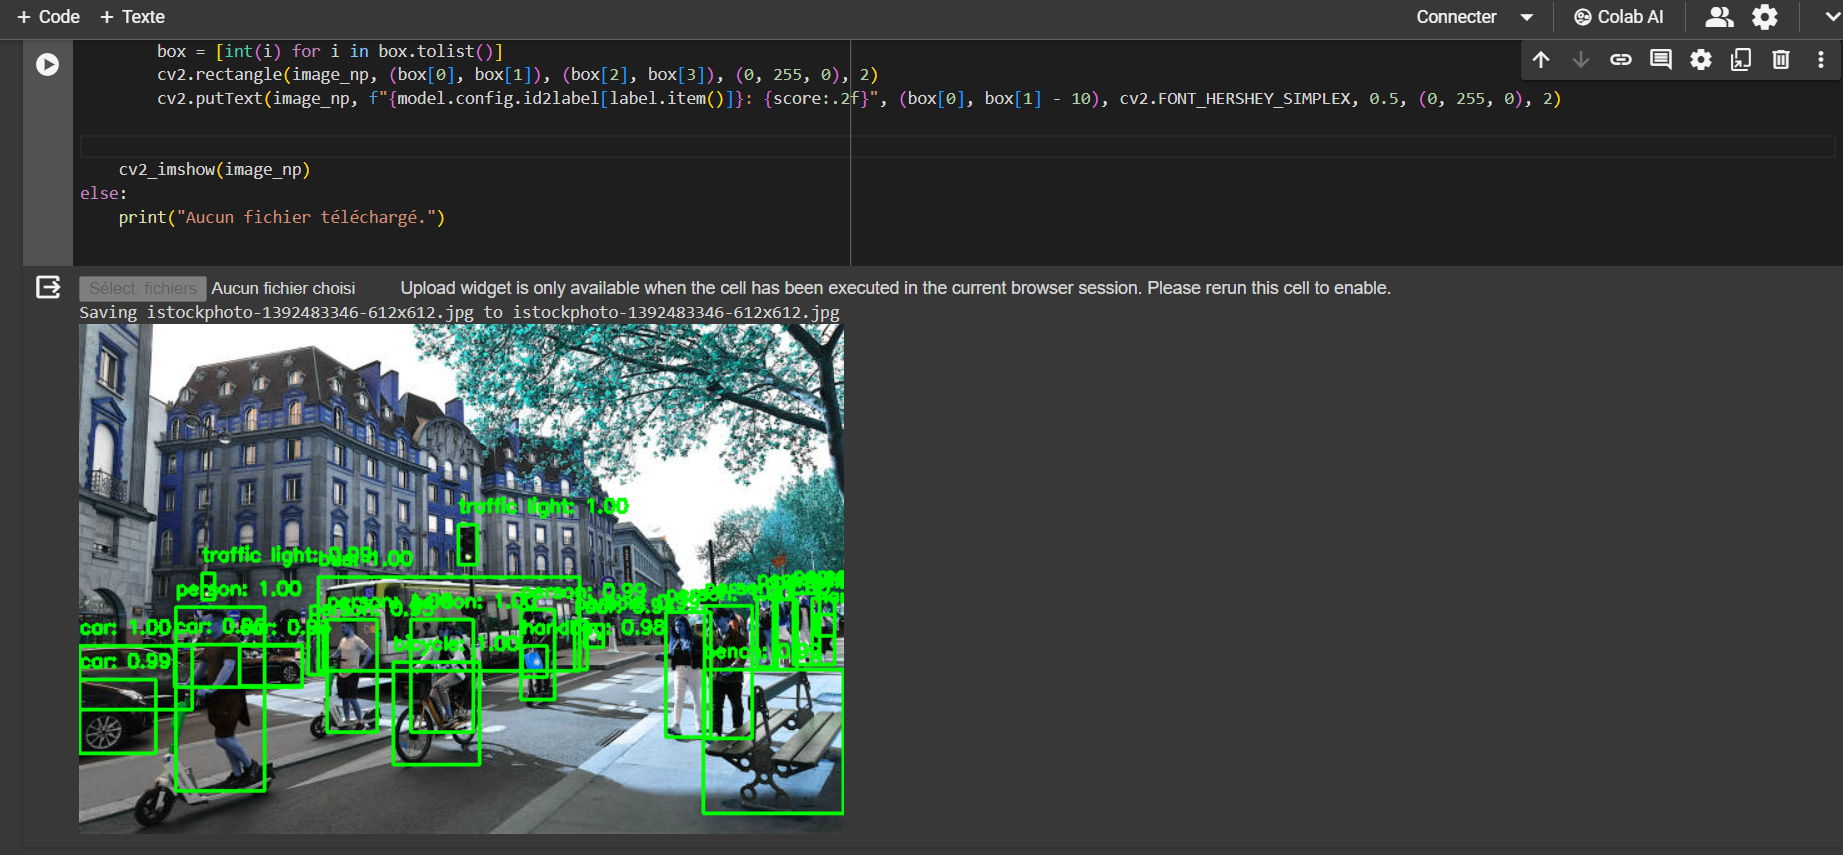 + Code + Texte
Connecter Colab AI
box = [int(i) for i in box.tolist()]
cv2.rectangle(image_np, (box[0], box[1]), (box[2], box[3]), (0, 255, 0), 2)
cv2.putText(image_np, f"{model.config.id2label[label.item()]}: {score:.2f}", (box[0], box[1] - 10), cv2.FONT_HERSHEY_SIMPLEX, 0.5, (0, 255, 0), 2)
cv2_imshow(image_np)
else:
print("Aucun fichier téléchargé.")
Sélect. fichiers Aucun fichier choisi Upload widget is only available when the cell has been executed in the current browser session. Please rerun this cell to enable.
Saving istockphoto-1392483346-612x612.jpg to istockphoto-1392483346-612x612.jpg
traffic light: 1.00
traffic light: 0.99 1.00
person: 1.00
person: 0.99
car: 1.00 car:
handbag: 0.98
bicycle: 1.00
car: 0.99
bench: